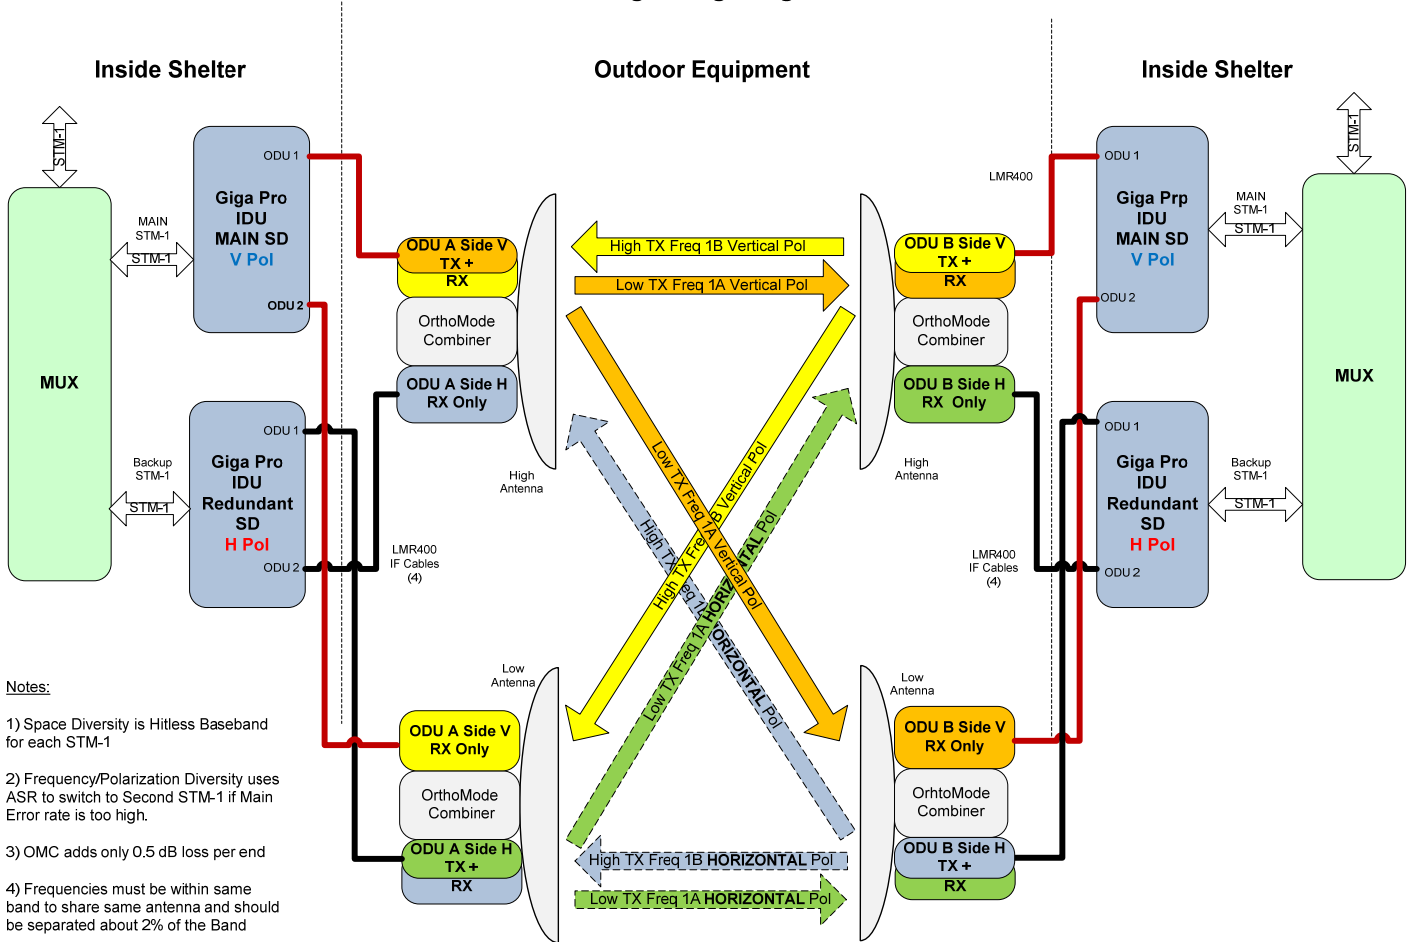 Inside Shelter
Outdoor Equipment
Inside Shelter
STM-1
MUX
MAIN
STM-1
STM-1
Backup
STM-1
STM-1
ODU 1
Giga Pro
IDU
MAIN SD
V Pol
ODU 2
ODU 1
Giga Pro
IDU
Redundant
SD
H Pol
ODU 2
LMR400
IF Cables
(4)
ODU A Side V
TX +
RX
OrthoMode
Combiner
ODU A Side H
RX Only
High
Antenna
Low
Antenna
ODU A Side V
RX Only
OrthoMode
Combiner
ODU A Side H
TX +
RX
High TX Freq 1B Vertical Pol
Low TX Freq 1A Vertical Pol
Low TX Freq 1A Vertical Pol
High TX Fre
B Vertical Pol
Low TX Freq 1A HORIZONTAL Pol
High TX
HORIZONTAL Pol
High TX Freq 1B HORIZONTAL Pol
Low TX Freq 1A HORIZONTAL Pol
ODU B Side V
TX +
RX
OrthoMode
Combiner
ODU B Side H
RX Only
High
Antenna
Low
Antenna
ODU B Side V
RX Only
OrhtoMode
Combiner
ODU B Side H
TX +
RX
LMR400
LMR400
IF Cables
(4)
ODU 1
Giga Prp
IDU
MAIN SD
V Pol
ODU 2
ODU 1
Giga Pro
IDU
Redundant
SD
H Pol
ODU 2
MAIN
STM-1
STM-1
Backup
STM-1
STM-1
STM-1
MUX
Notes:
1) Space Diversity is Hitless Baseband
for each STM-1
2) Frequency/Polarization Diversity uses
ASR to switch to Second STM-1 if Main
Error rate is too high.
3) OMC adds only 0.5 dB loss per end
4) Frequencies must be within same
band to share same antenna and should
be separated about 2% of the Band